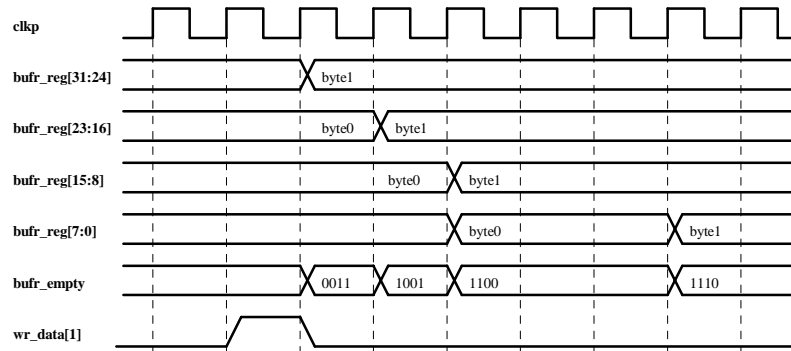 clkp
bufr_reg[31:24] byte1
bufr_reg[23:16] byte0 byte1
bufr_reg[15:8] byte0 byte1
bufr_reg[7:0] byte0 byte1
bufr_empty 0011 1001 1100 1110
wr_data[1]